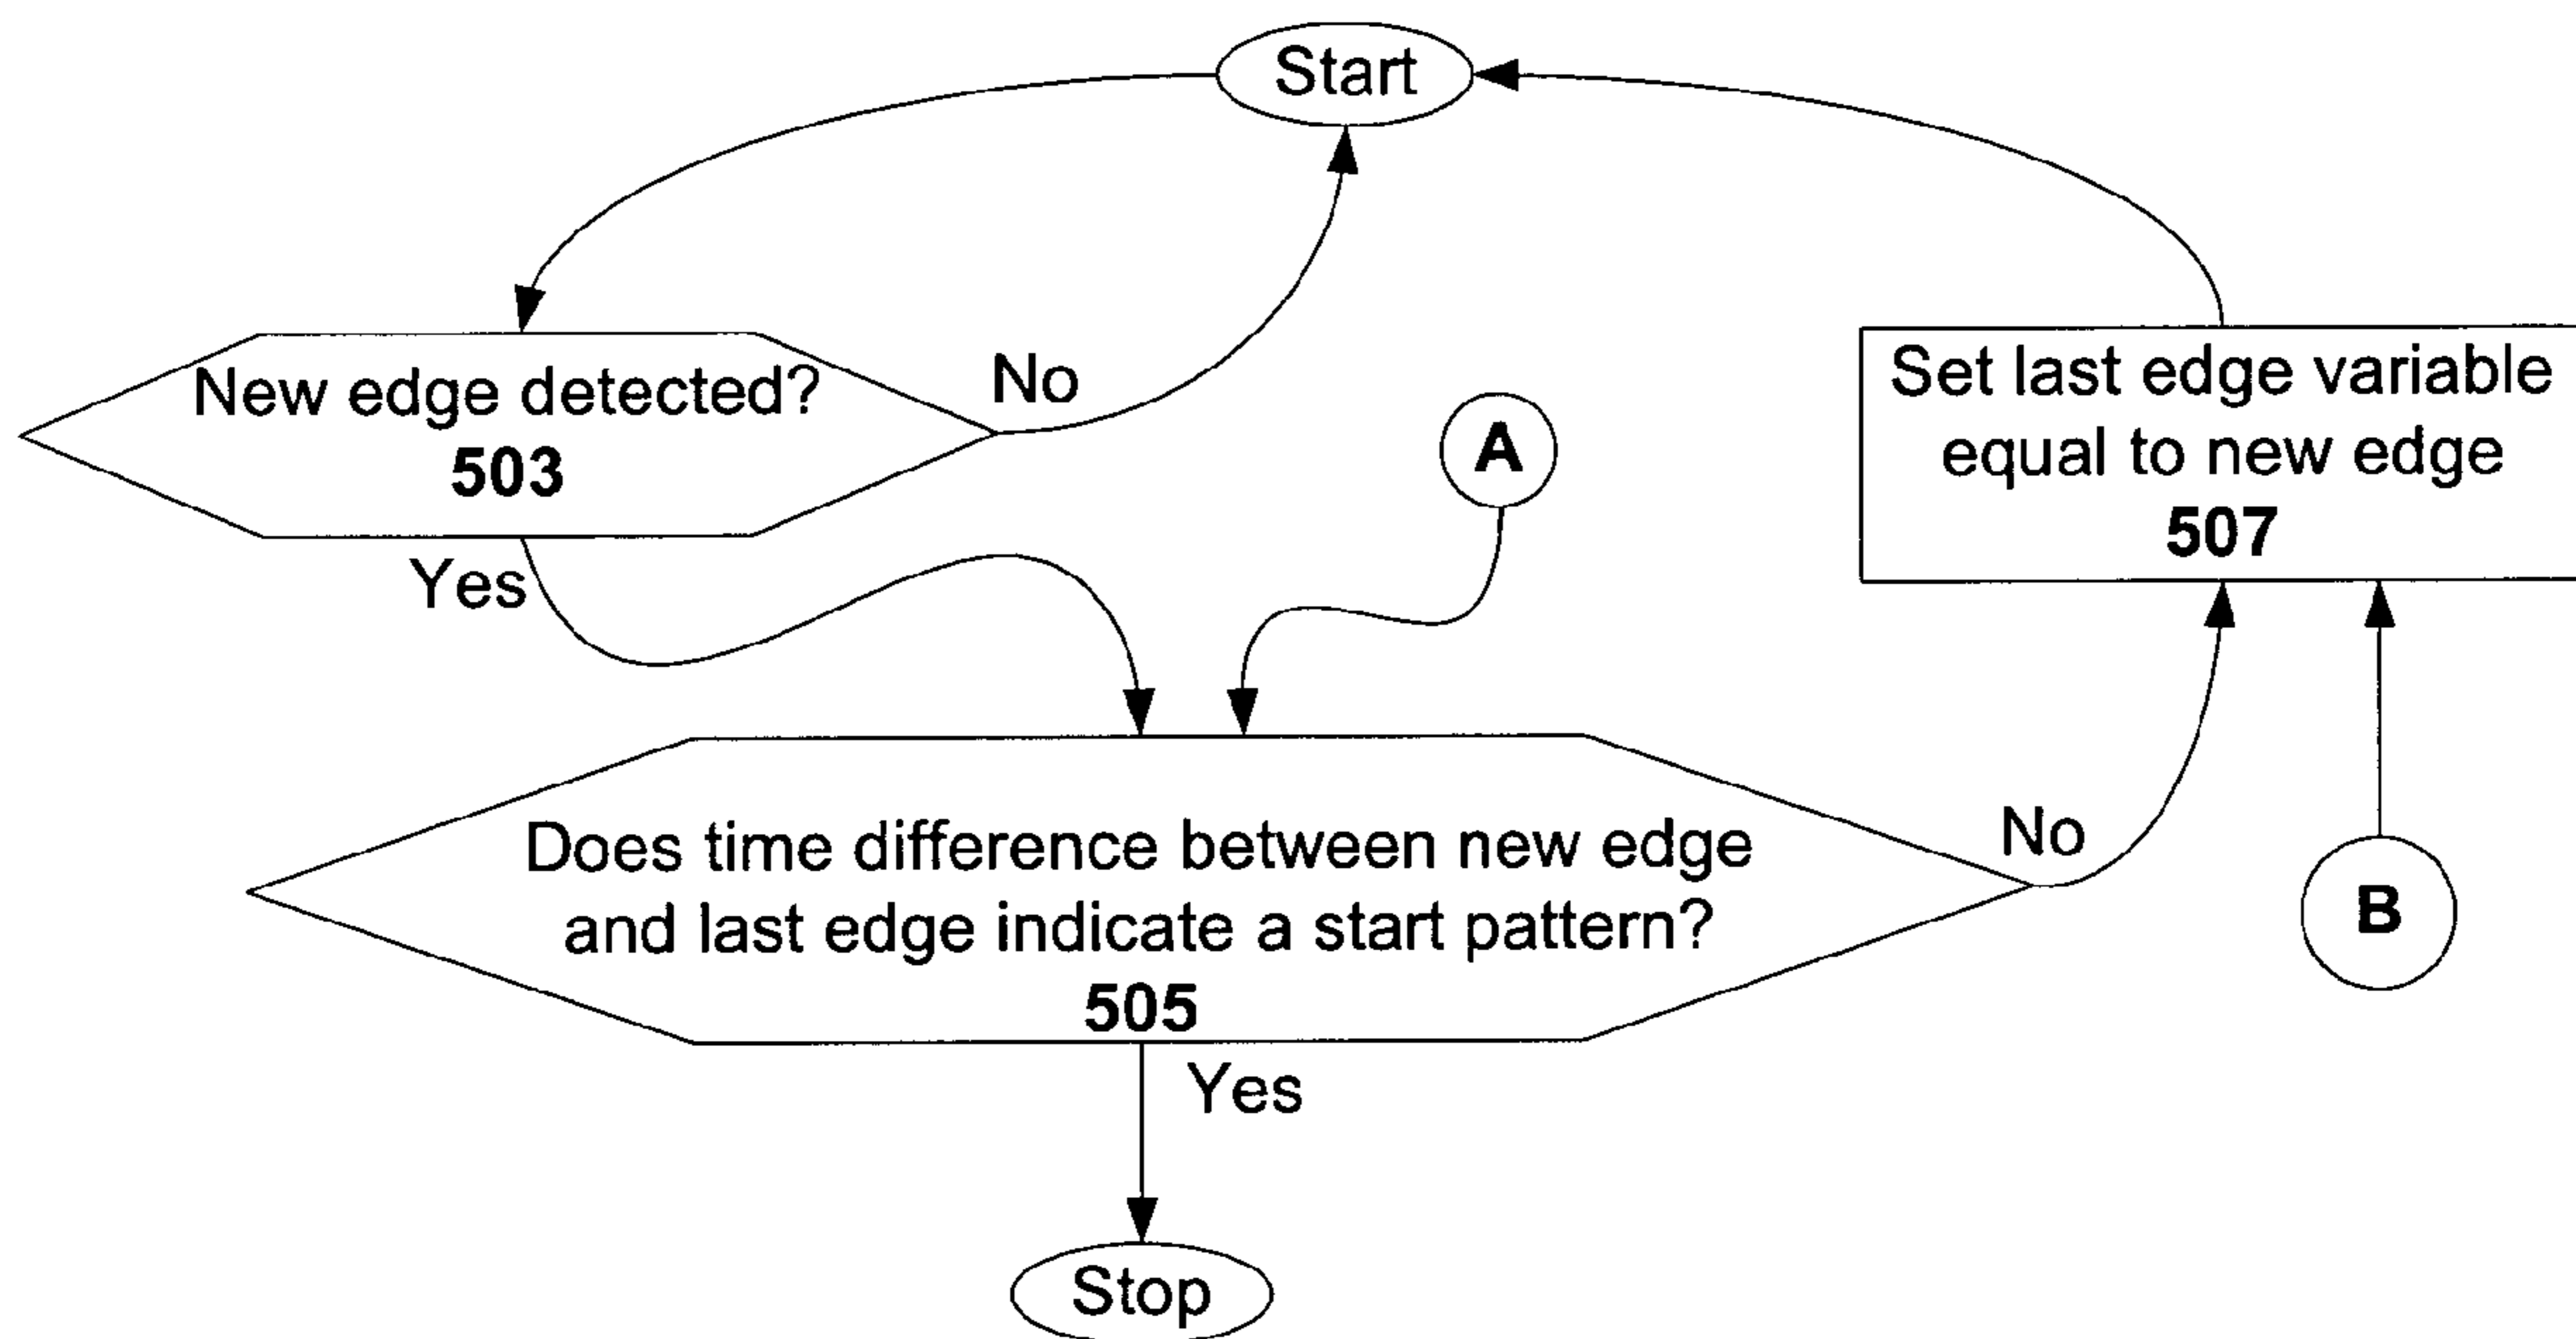 Start
New edge detected?
503
No
Yes
A
Set last edge variable
equal to new edge
507
Does time difference between new edge
and last edge indicate a start pattern?
505
No
B
Yes
Stop